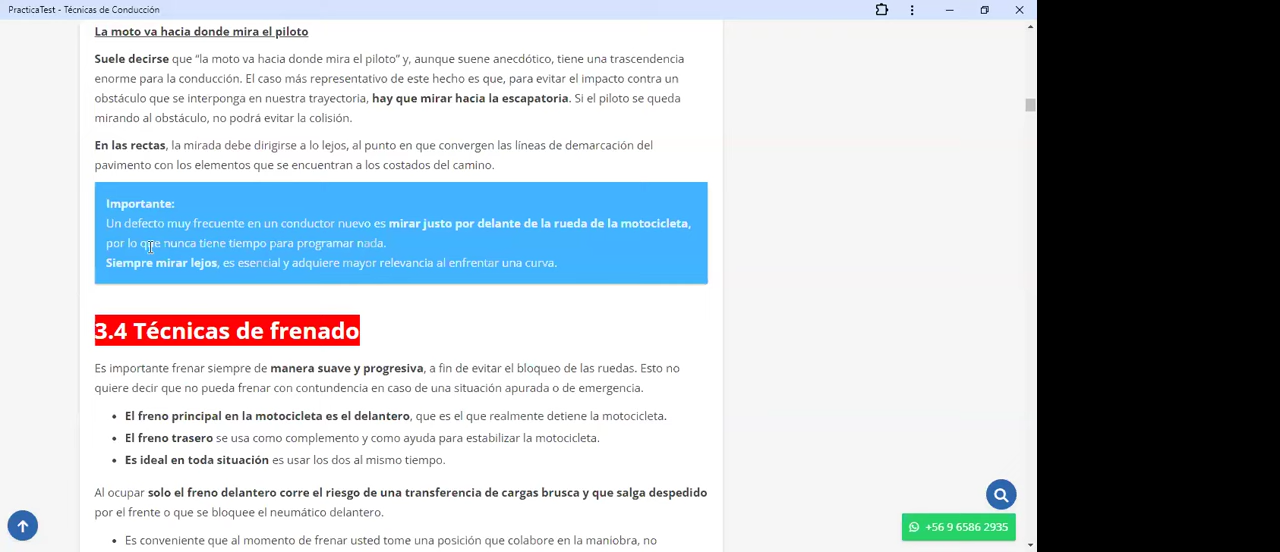 PracticaTest - Técnicas de Conducción
La moto va hacia donde mira el piloto
Suele decirse que “la moto va hacia donde mira el piloto” y, aunque suene anecdótico, tiene una trascendencia
enorme para la conducción. El caso más representativo de este hecho es que, para evitar el impacto contra un
obstáculo que se interponga en nuestra trayectoria, hay que mirar hacia la escapatoria. Si el piloto se queda
mirando al obstáculo, no podrá evitar la colisión.
En las rectas, la mirada debe dirigirse a lo lejos, al punto en que convergen las líneas de demarcación del
pavimento con los elementos que se encuentran a los costados del camino.
Importante:
Un defecto muy frecuente en un conductor nuevo es mirar justo por delante de la rueda de la motocicleta,
por lo que nunca tiene tiempo para programar nada.
Siempre mirar lejos, es esencial y adquiere mayor relevancia al enfrentar una curva.
3.4 Técnicas de frenado
Es importante frenar siempre de manera suave y progresiva, a fin de evitar el bloqueo de las ruedas. Esto no
quiere decir que no pueda frenar con contundencia en caso de una situación apurada o de emergencia.
• El freno principal en la motocicleta es el delantero, que es el que realmente detiene la motocicleta.
• El freno trasero se usa como complemento y como ayuda para estabilizar la motocicleta.
• Es ideal en toda situación es usar los dos al mismo tiempo.
Al ocupar solo el freno delantero corre el riesgo de una transferencia de cargas brusca y que salga despedido
por el frente o que se bloquee el neumático delantero.
• Es conveniente que al momento de frenar usted tome una posición que colabore en la maniobra, no
+56 9 6586 2935